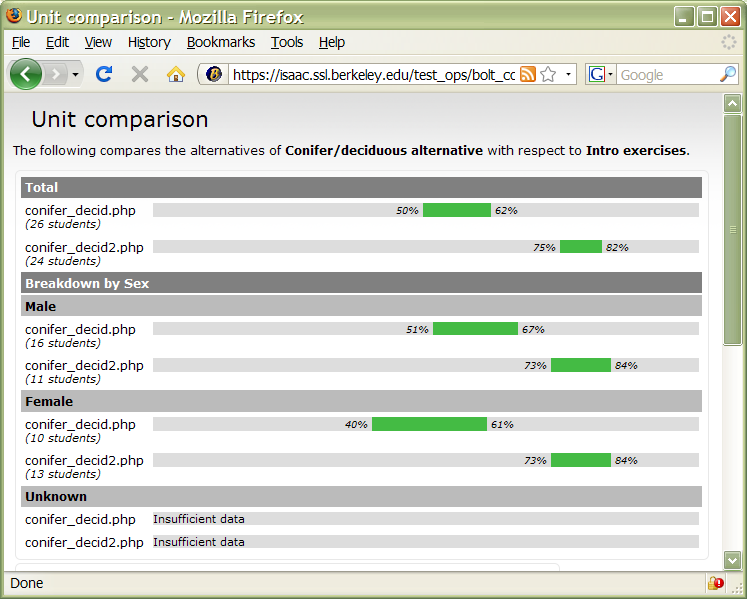 Unit comparison - Mozilla Firefox
File Edit View History Bookmarks Tools Help
https://isaac.ssl.berkeley.edu/test_ops/bolt_cc
Google
Unit comparison
The following compares the alternatives of Conifer/deciduous alternative with respect to Intro exercises.
Total
conifer_decid.php 50% 62%
(26 students)
conifer_decid2.php 75% 82%
(24 students)
Breakdown by Sex
Male
conifer_decid.php 51% 67%
(16 students)
conifer_decid2.php 73% 84%
(11 students)
Female
conifer_decid.php 40% 61%
(10 students)
conifer_decid2.php 73% 84%
(13 students)
Unknown
conifer_decid.php Insufficient data
conifer_decid2.php Insufficient data
Done